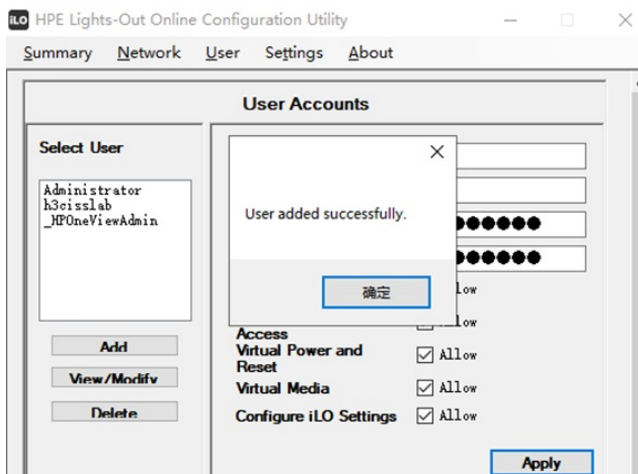 iLO HPE Lights-Out Online Configuration Utility
Summary Network User Settings About
User Accounts
Select User
Administrator
h3cisslab
_HPOneViewAdmin
Add
View/Modify
Delete
User added successfully.
确定
Access
Allow
Virtual Power and
Reset
Allow
Virtual Media
Allow
Configure iLO Settings
Allow
Apply